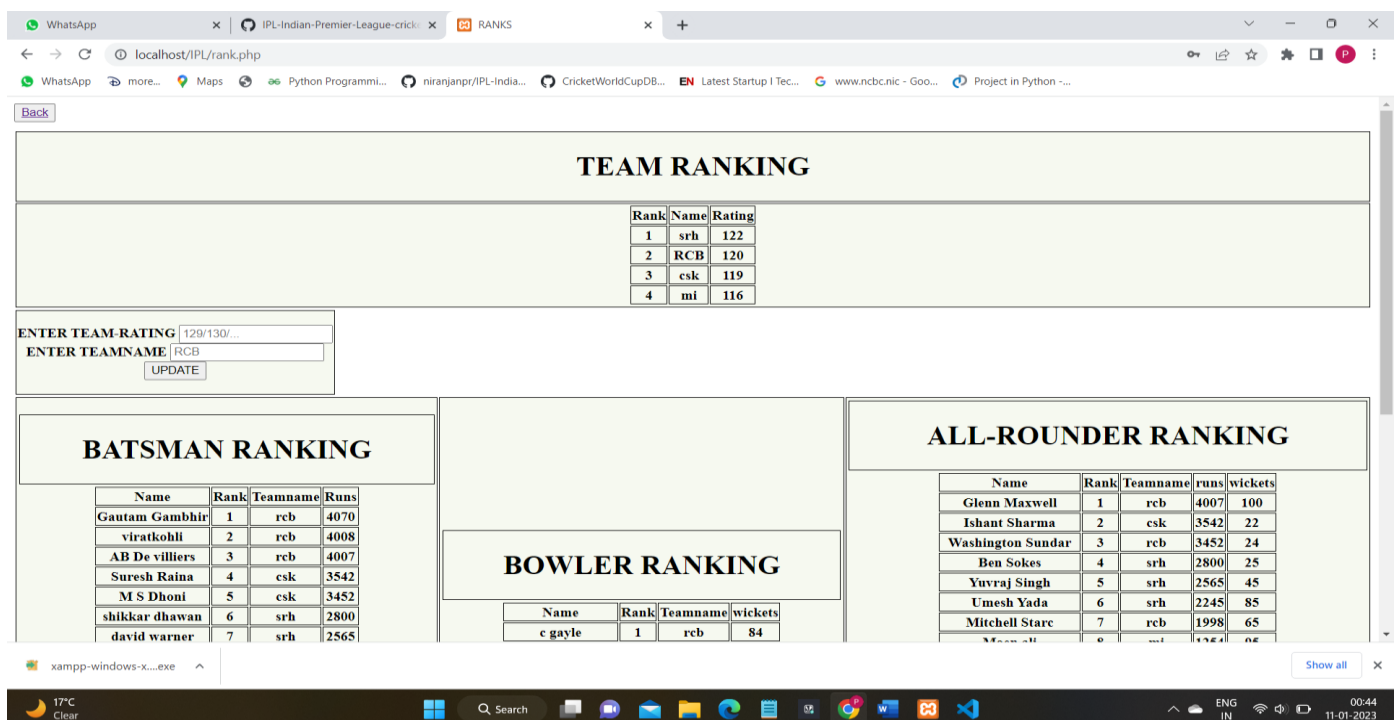 WhatsApp IPL-Indian-Premier-League-cricke RANKS
localhost/IPL/rank.php P
WhatsApp more... Maps Python Programmi... niranjanpr/IPL-India... CricketWorldCupDB... EN Latest Startup I Tec... www.ncbc.nic - Goo... Project in Python -...
Back
TEAM RANKING
Rank Name Rating
1 srh 122
2 RCB 120
3 csk 119
4 mi 116
ENTER TEAM-RATING 129/130/...
ENTER TEAMNAME RCB
UPDATE
BATSMAN RANKING
Name Rank Teamname Runs
Gautam Gambhir 1 rcb 4070
viratkohli 2 rcb 4008
AB De villiers 3 rcb 4007
Suresh Raina 4 csk 3542
M S Dhoni 5 csk 3452
shikkar dhawan 6 srh 2800
david warner 7 srh 2565
BOWLER RANKING
Name Rank Teamname wickets
c gayle 1 rcb 84
ALL-ROUNDER RANKING
Name Rank Teamname runs wickets
Glenn Maxwell 1 rcb 4007 100
Ishant Sharma 2 csk 3542 22
Washington Sundar 3 rcb 3452 24
Ben Sokes 4 srh 2800 25
Yuvraj Singh 5 srh 2565 45
Umesh Yada 6 srh 2245 85
Mitchell Starc 7 rcb 1998 65
xampp-windows-x....exe Show all
17°C
Clear
Search
ENG
IN
00:44
11-01-2023